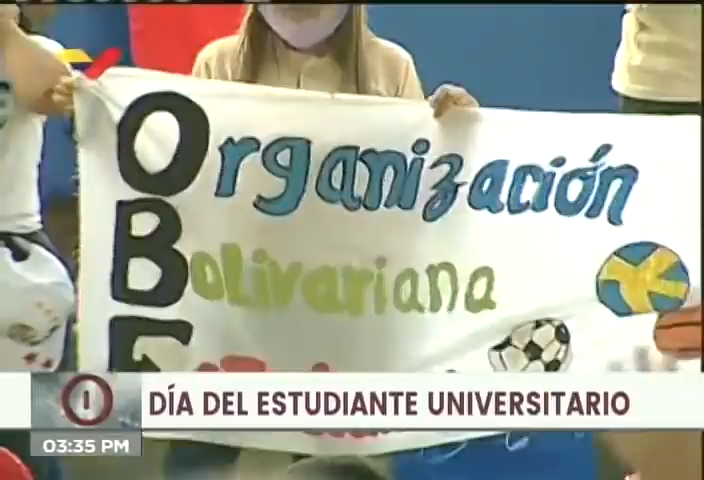 Organización
Bolivariana
DÍA DEL ESTUDIANTE UNIVERSITARIO
03:35 PM